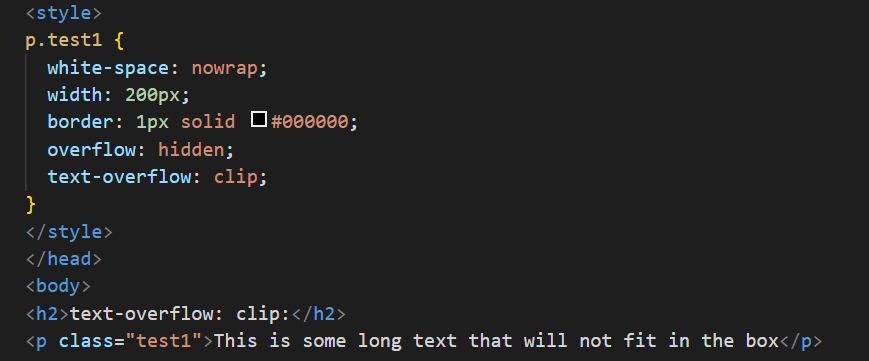 <style>
p.test1 {
  white-space: nowrap;
  width: 200px;
  border: 1px solid #000000;
  overflow: hidden;
  text-overflow: clip;
}
</style>
</head>
<body>
<h2>text-overflow: clip:</h2>
<p class="test1">This is some long text that will not fit in the box</p>